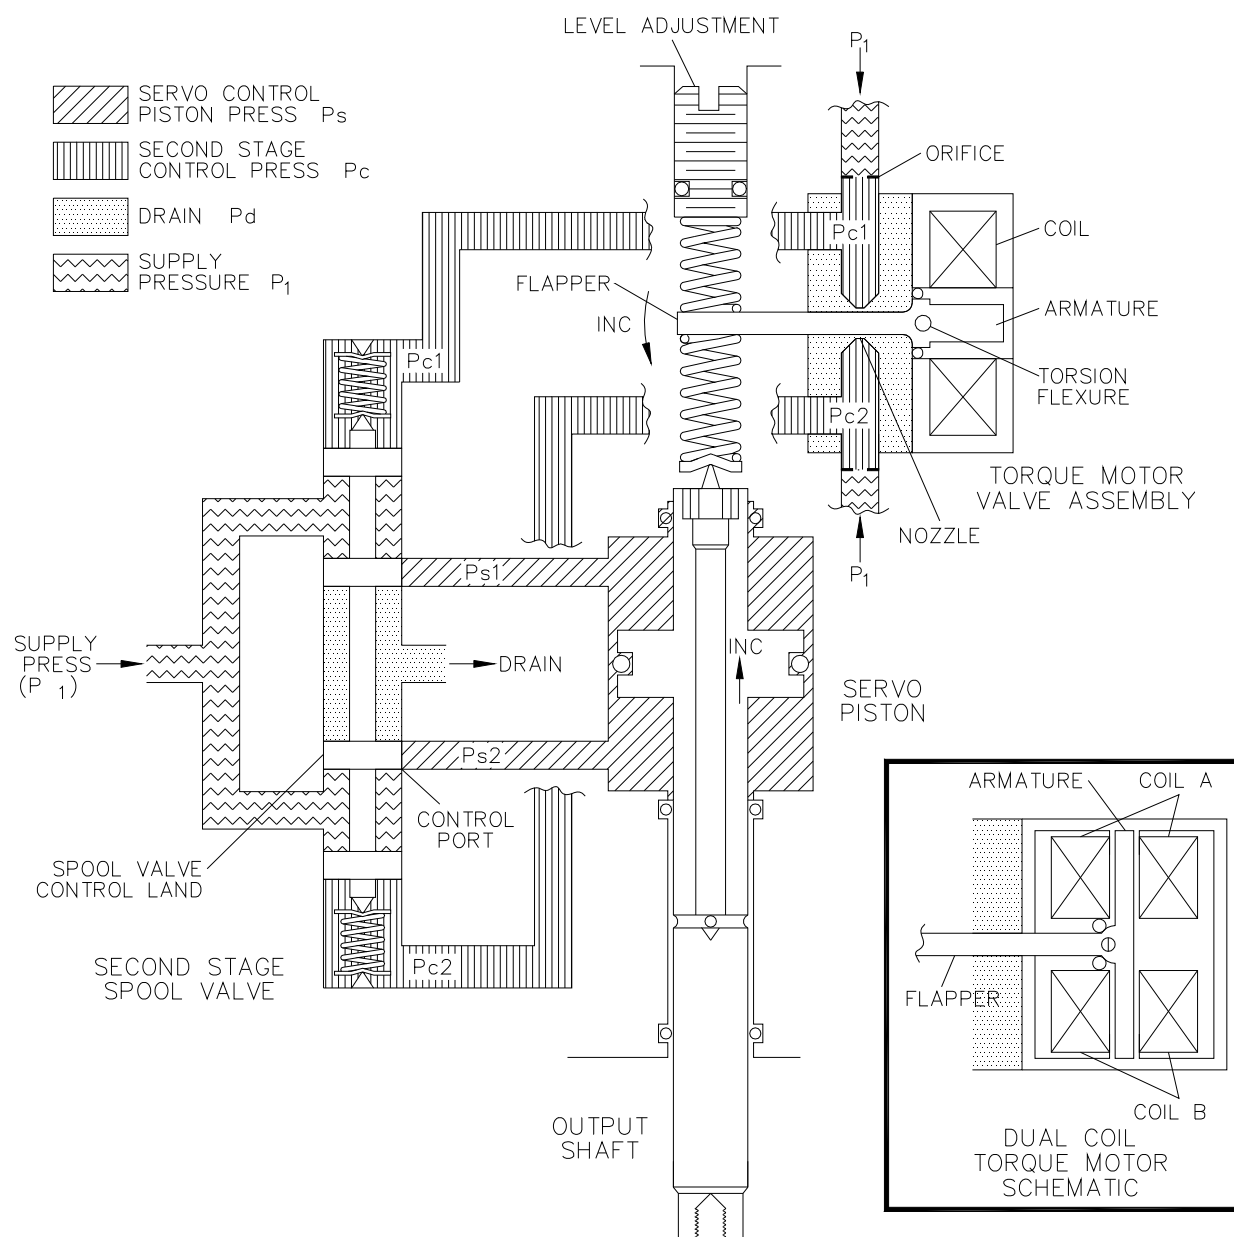 LEVEL ADJUSTMENT
P1
SERVO CONTROL
PISTON PRESS Ps
SECOND STAGE
CONTROL PRESS Pc
DRAIN Pd
SUPPLY
PRESSURE P1
ORIFICE
Pc1
COIL
FLAPPER
INC
ARMATURE
Pc1
TORSION
FLEXURE
Pc2
TORQUE MOTOR
VALVE ASSEMBLY
NOZZLE
P1
Ps1
SUPPLY
PRESS
(P 1)
DRAIN
INC
SERVO
PISTON
Ps2
CONTROL
PORT
SPOOL VALVE
CONTROL LAND
SECOND STAGE
SPOOL VALVE
Pc2
OUTPUT
SHAFT
ARMATURE
COIL A
FLAPPER
COIL B
DUAL COIL
TORQUE MOTOR
SCHEMATIC